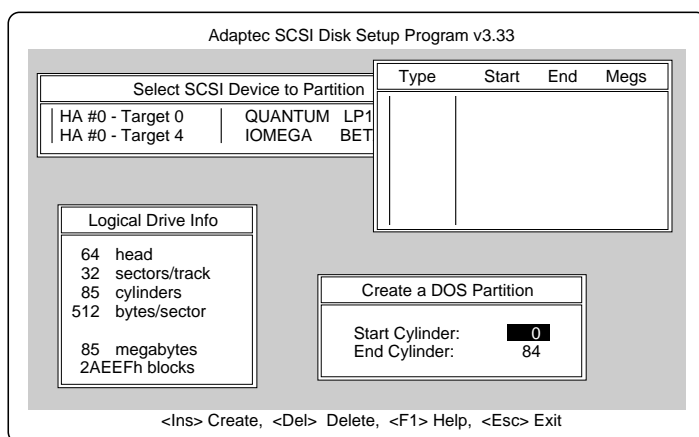 Adaptec SCSI Disk Setup Program v3.33
Select SCSI Device to Partition
HA #0 - Target 0 QUANTUM LP1
HA #0 - Target 4 IOMEGA BET
Type Start End Megs
Logical Drive Info
64 head
32 sectors/track
85 cylinders
512 bytes/sector
85 megabytes
2AEEFh blocks
Create a DOS Partition
Start Cylinder: 0
End Cylinder: 84
<Ins> Create, <Del> Delete, <F1> Help, <Esc> Exit